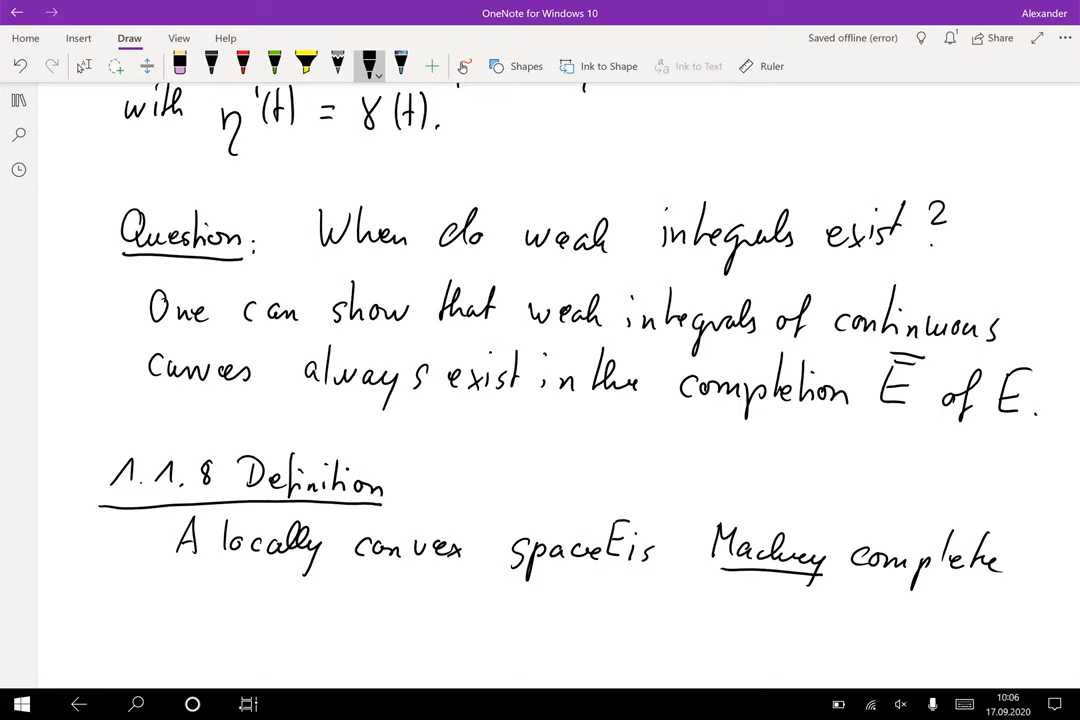 OneNote for Windows 10
Alexander
Home Insert Draw View Help
Saved offline (error)
Share
Shapes Ink to Shape Ink to Text Ruler
with η'(t) = γ(t).
Question: When do weak integrals exist?
One can show that weak integrals of continuous
curves always exist in the completion E̅ of E.
1.1.8 Definition
A locally convex space E is Mackey complete
10:06
17.09.2020